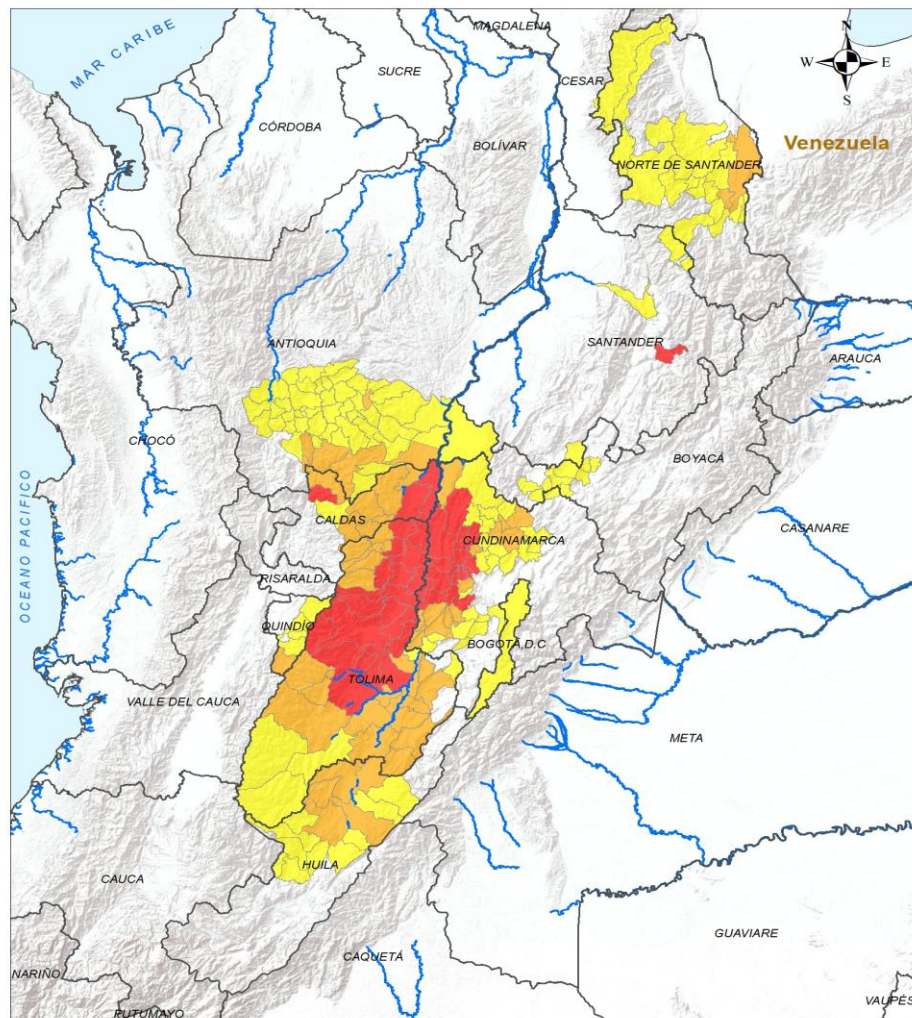 MAGDALENA
MAR CARIBE
N
W
E
S
SUCRE
CESAR
CÓRDOBA
BOLÍVAR
Venezuela
NORTE DE SANTANDER
ANTIOQUIA
SANTANDER
ARAUCA
CHOCÓ
BOYACÁ
OCEANO PACIFICO
CALDAS
CASANARE
CUNDINAMARCA
RISARALDA
QUINDÍO
BOGOTÁ,D.C
TOLIMA
VALLE DEL CAUCA
META
HUILA
CAUCA
GUAVIARE
CAQUETÁ
NARIÑO
PUTUMAYO
VAUPÉS